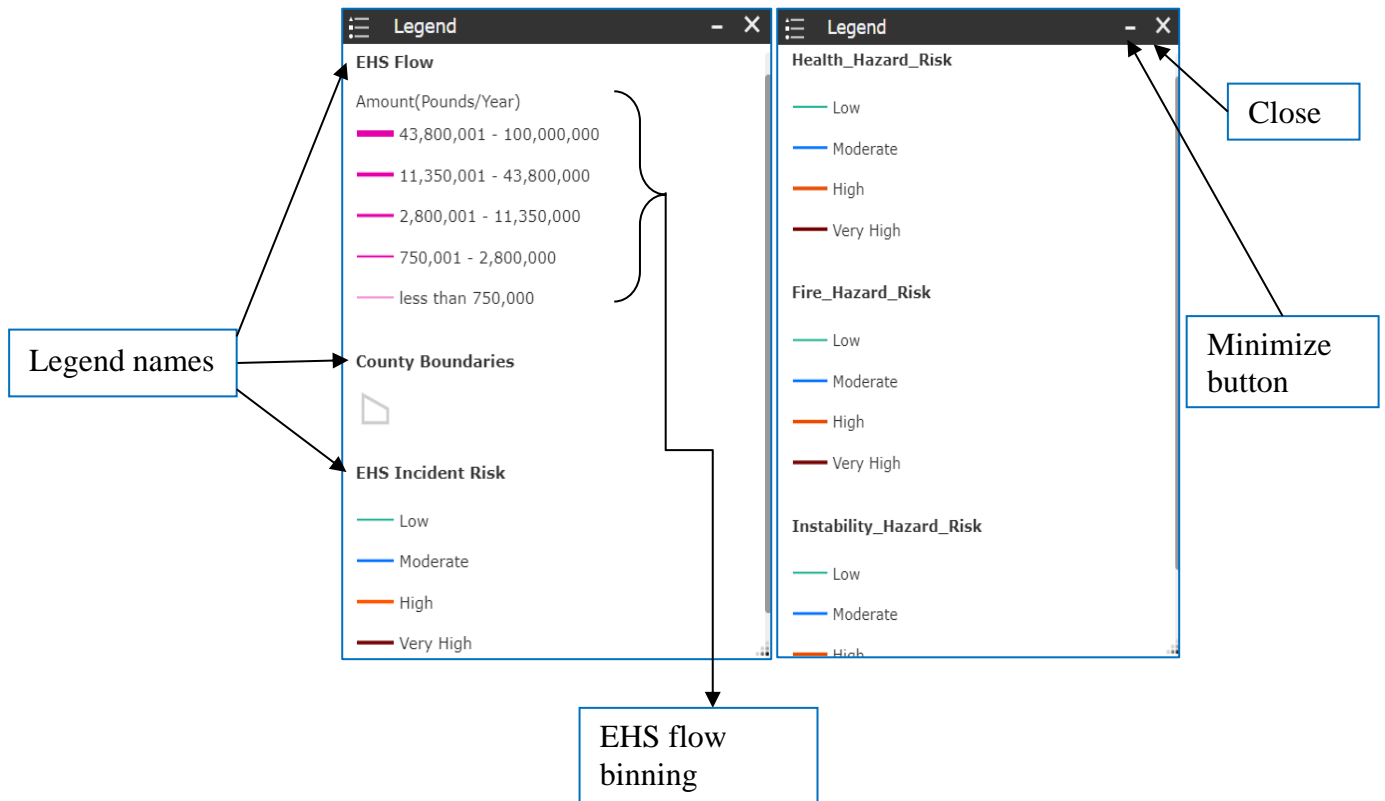 Legend
EHS Flow
Amount(Pounds/Year)
43,800,001 - 100,000,000
11,350,001 - 43,800,000
2,800,001 - 11,350,000
750,001 - 2,800,000
less than 750,000
County Boundaries
EHS Incident Risk
Low
Moderate
High
Very High
Legend
Health_Hazard_Risk
Low
Moderate
High
Very High
Fire_Hazard_Risk
Low
Moderate
High
Very High
Instability_Hazard_Risk
Low
Moderate
High
Legend names
Close
Minimize
button
EHS flow
binning